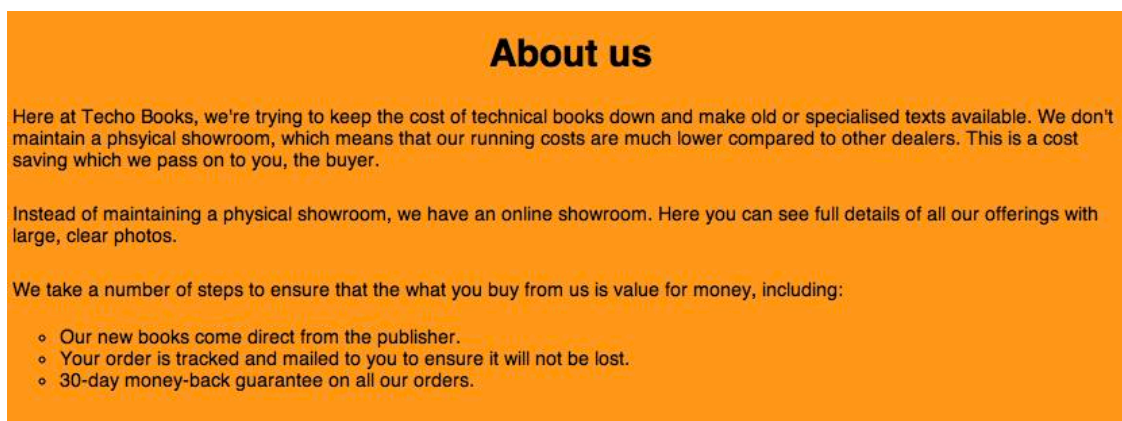 About us
Here at Techo Books, we're trying to keep the cost of technical books down and make old or specialised texts available. We don't
maintain a phsyical showroom, which means that our running costs are much lower compared to other dealers. This is a cost
saving which we pass on to you, the buyer.
Instead of maintaining a physical showroom, we have an online showroom. Here you can see full details of all our offerings with
large, clear photos.
We take a number of steps to ensure that the what you buy from us is value for money, including:
Our new books come direct from the publisher.
Your order is tracked and mailed to you to ensure it will not be lost.
30-day money-back guarantee on all our orders.